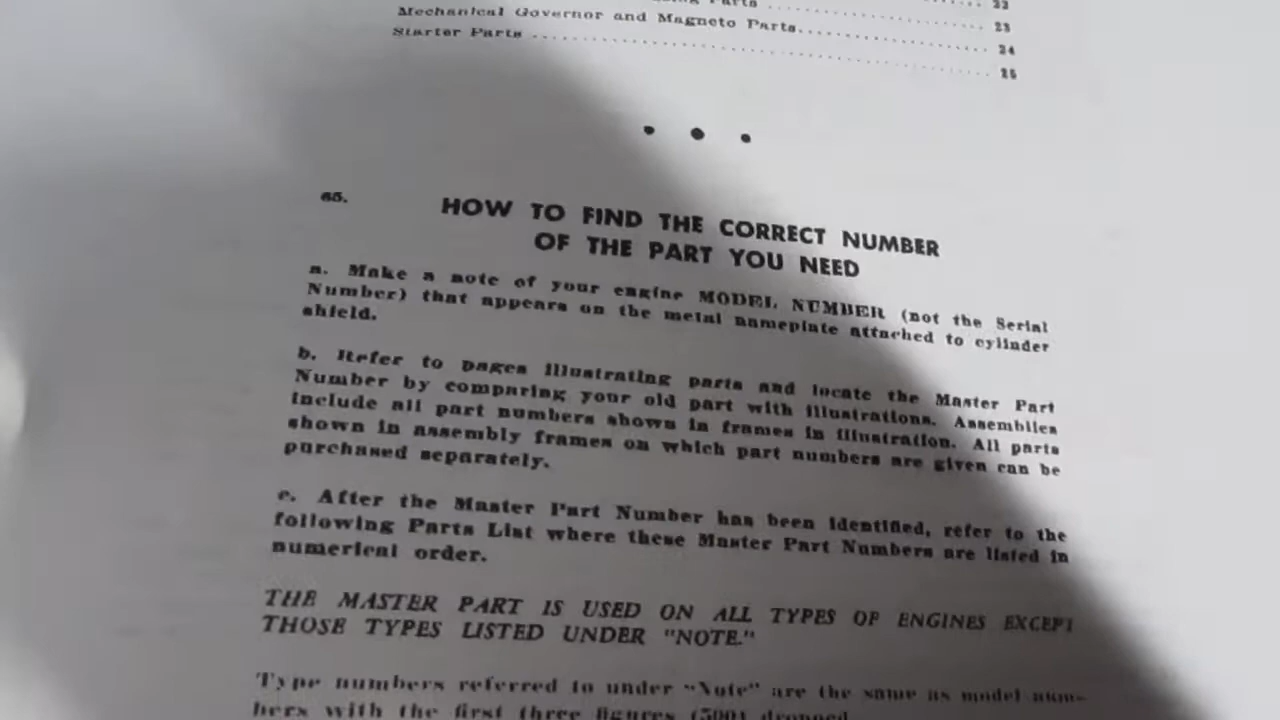 Parts .......... 22
Mechanical Governor and Magneto Parts .......... 23
Starter Parts .......... 24
25
• • •
65.
HOW TO FIND THE CORRECT NUMBER
OF THE PART YOU NEED
a. Make a note of your engine MODEL NUMBER (not the Serial
Number) that appears on the metal nameplate attached to cylinder
shield.
b. Refer to pages illustrating parts and locate the Master Part
Number by comparing your old part with illustrations. Assemblies
include all part numbers shown in frames in illustration. All parts
shown in assembly frames on which part numbers are given can be
purchased separately.
c. After the Master Part Number has been identified, refer to the
following Parts List where these Master Part Numbers are listed in
numerical order.
THE MASTER PART IS USED ON ALL TYPES OF ENGINES EXCEPT
THOSE TYPES LISTED UNDER "NOTE."
Type numbers referred to under "Note" are the same as model num-
bers with the first three figures (500) dropped.